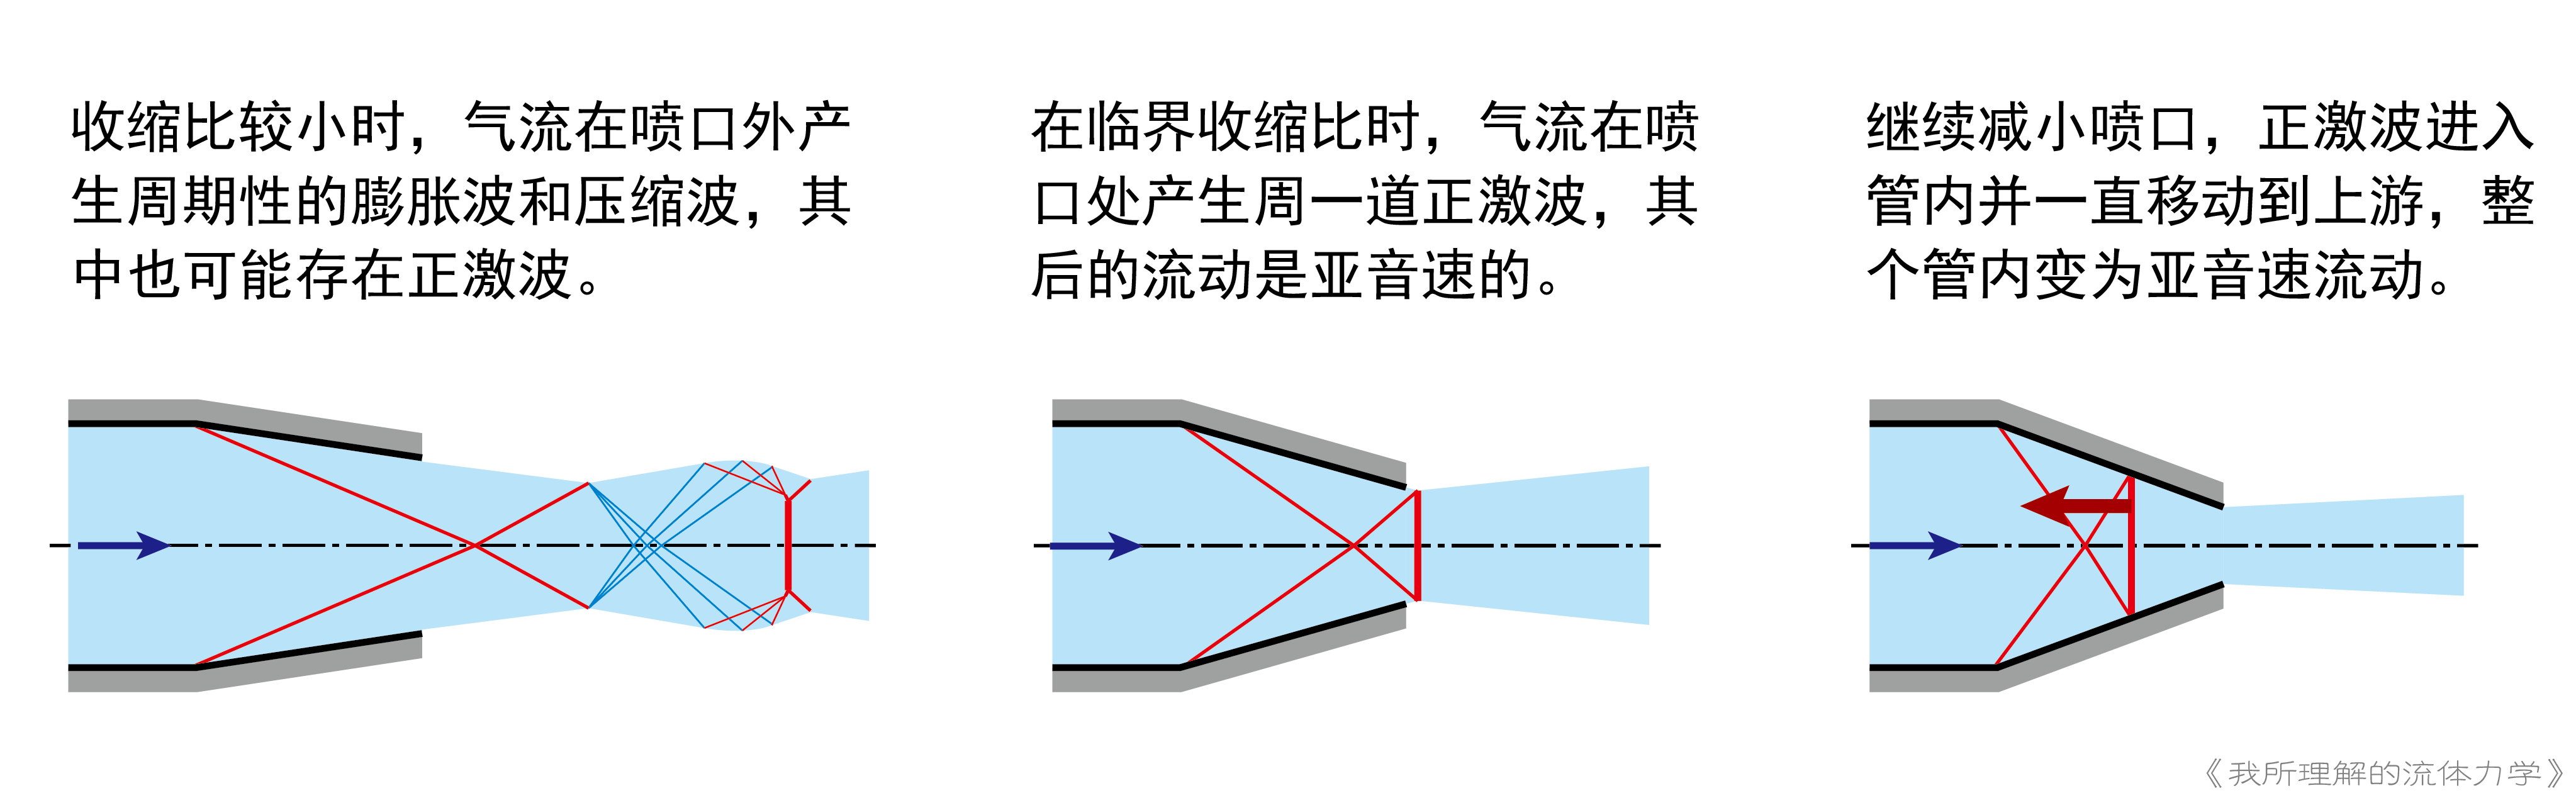 收缩比较小时，气流在喷口外产
生周期性的膨胀波和压缩波，其
中也可能存在正激波。
在临界收缩比时，气流在喷
口处产生周一道正激波，其
后的流动是亚音速的。
继续减小喷口，正激波进入
管内并一直移动到上游，整
个管内变为亚音速流动。
《我所理解的流体力学》